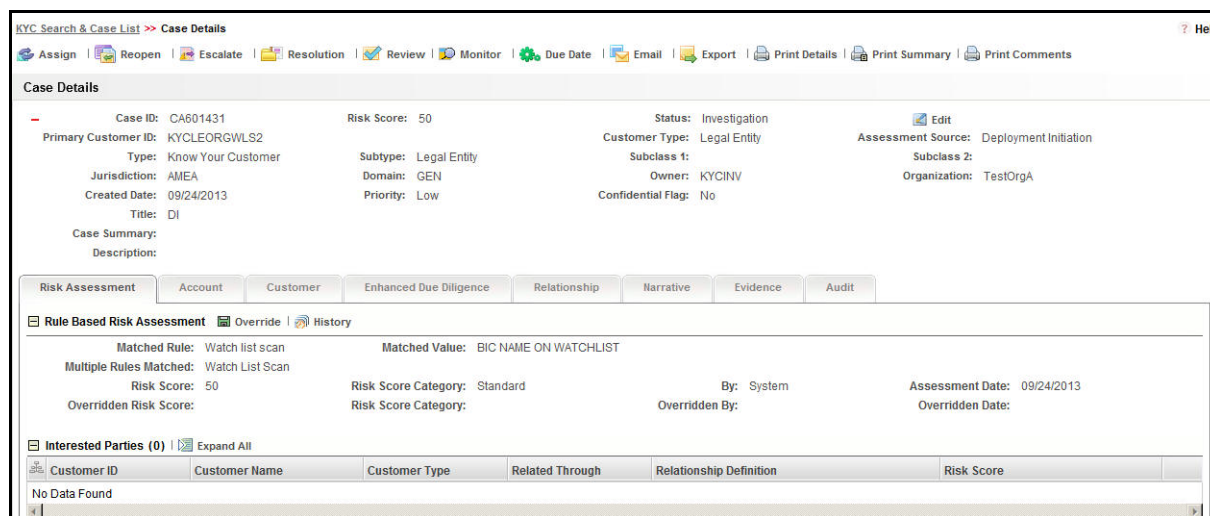 KYC Search & Case List >> Case Details ? Hel
Assign | Reopen | Escalate | Resolution | Review | Monitor | Due Date | Email | Export | Print Details | Print Summary | Print Comments
Case Details
Case ID: CA601431 Risk Score: 50 Status: Investigation Edit
Primary Customer ID: KYCLEORGWLS2 Customer Type: Legal Entity Assessment Source: Deployment Initiation
Type: Know Your Customer Subtype: Legal Entity Subclass 1: Subclass 2:
Jurisdiction: AMEA Domain: GEN Owner: KYCINV Organization: TestOrgA
Created Date: 09/24/2013 Priority: Low Confidential Flag: No
Title: DI
Case Summary:
Description:
Risk Assessment Account Customer Enhanced Due Diligence Relationship Narrative Evidence Audit
Rule Based Risk Assessment Override | History
Matched Rule: Watch list scan Matched Value: BIC NAME ON WATCHLIST
Multiple Rules Matched: Watch List Scan
Risk Score: 50 Risk Score Category: Standard By: System Assessment Date: 09/24/2013
Overridden Risk Score: Risk Score Category: Overridden By: Overridden Date:
Interested Parties (0) | Expand All
Customer ID Customer Name Customer Type Related Through Relationship Definition Risk Score
No Data Found